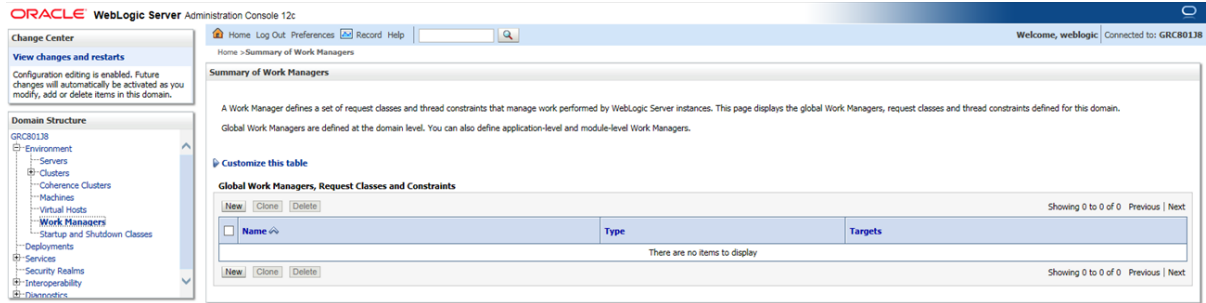 ORACLE WebLogic Server Administration Console 12c
Change Center
View changes and restarts
Configuration editing is enabled. Future
changes will automatically be activated as you
modify, add or delete items in this domain.
Domain Structure
GRC801J8
Environment
Servers
Clusters
Coherence Clusters
Machines
Virtual Hosts
Work Managers
Startup and Shutdown Classes
Deployments
Services
Security Realms
Interoperability
Diagnostics
Home Log Out Preferences Record Help
Welcome, weblogic Connected to: GRC801J8
Home >Summary of Work Managers
Summary of Work Managers
A Work Manager defines a set of request classes and thread constraints that manage work performed by WebLogic Server instances. This page displays the global Work Managers, request classes and thread constraints defined for this domain.
Global Work Managers are defined at the domain level. You can also define application-level and module-level Work Managers.
Customize this table
Global Work Managers, Request Classes and Constraints
New Clone Delete Showing 0 to 0 of 0 Previous | Next
Name Type Targets
There are no items to display
New Clone Delete Showing 0 to 0 of 0 Previous | Next